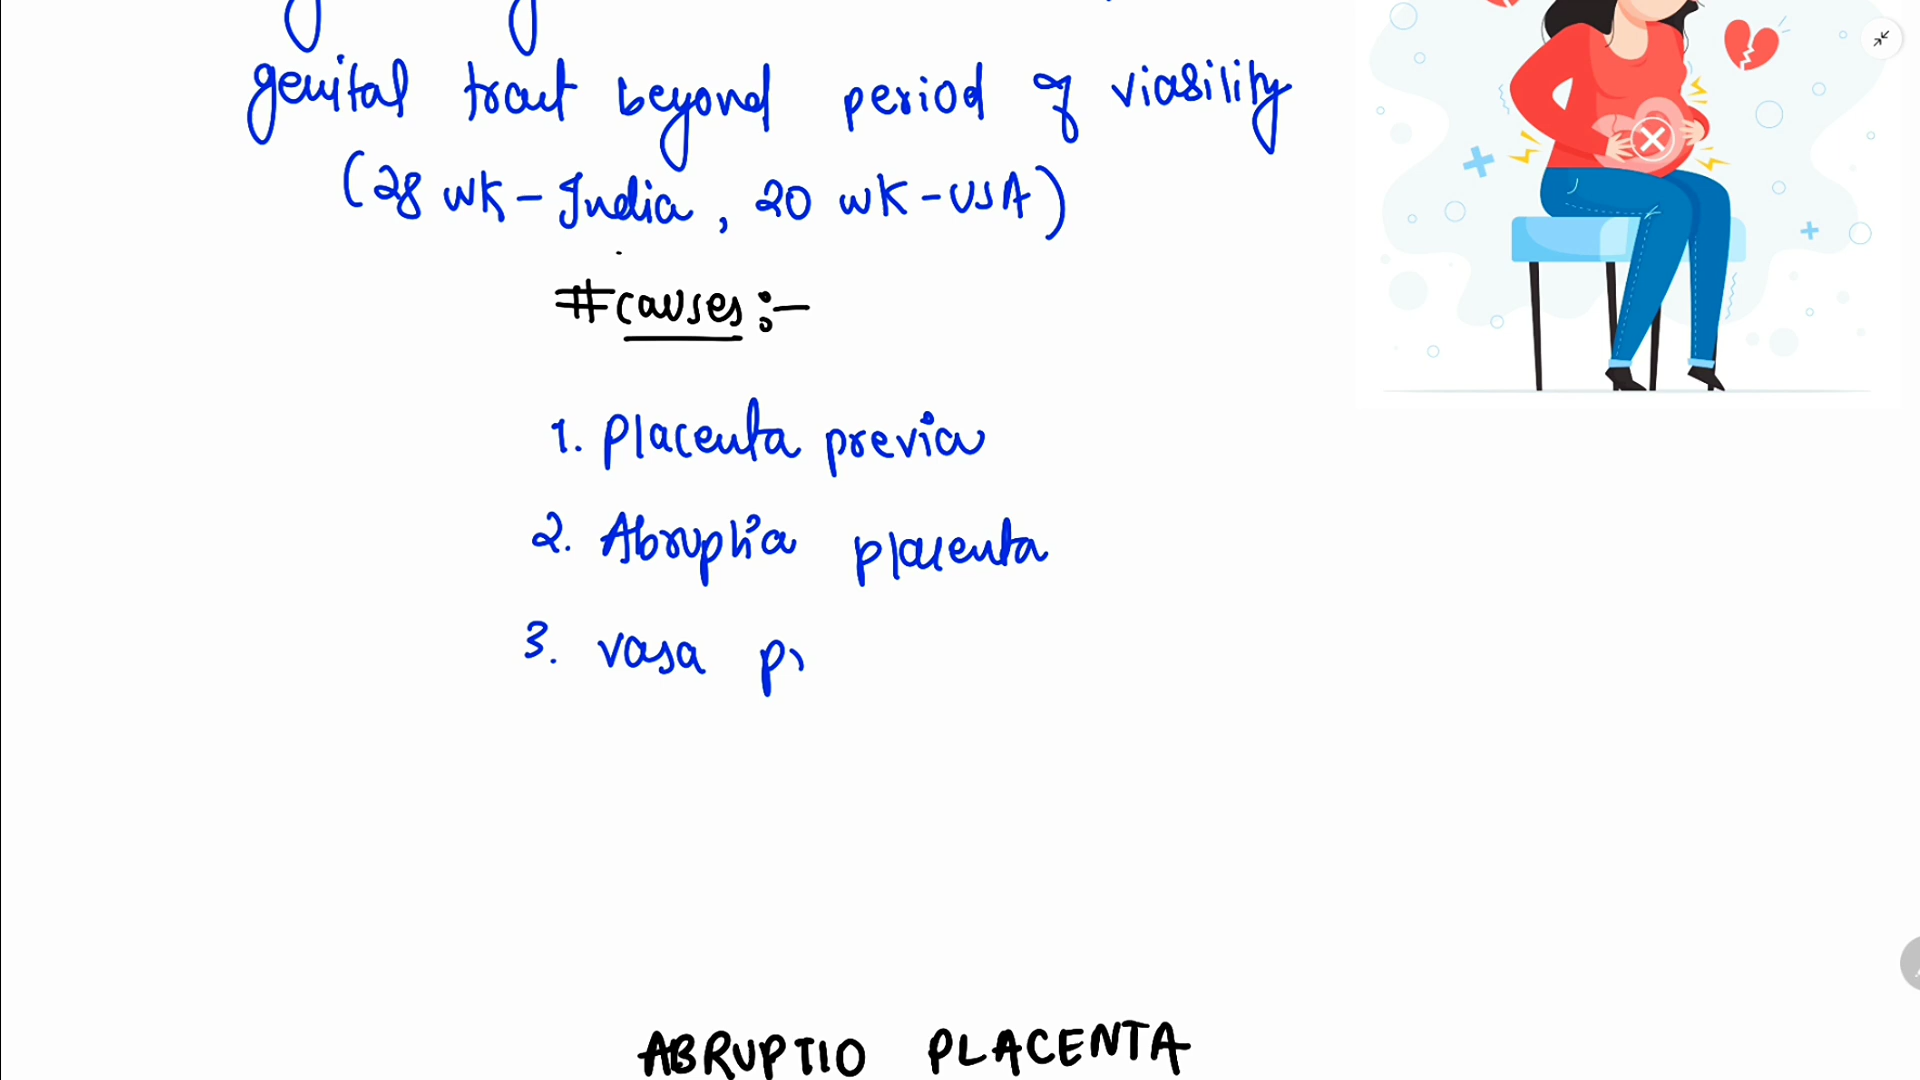 genital tract beyond period of viability
(28 wk - India, 20 wk - USA)
# causes :-
1. Placenta previa
2. Abruptia placenta
3. vasa pr
ABRUPTIO PLACENTA